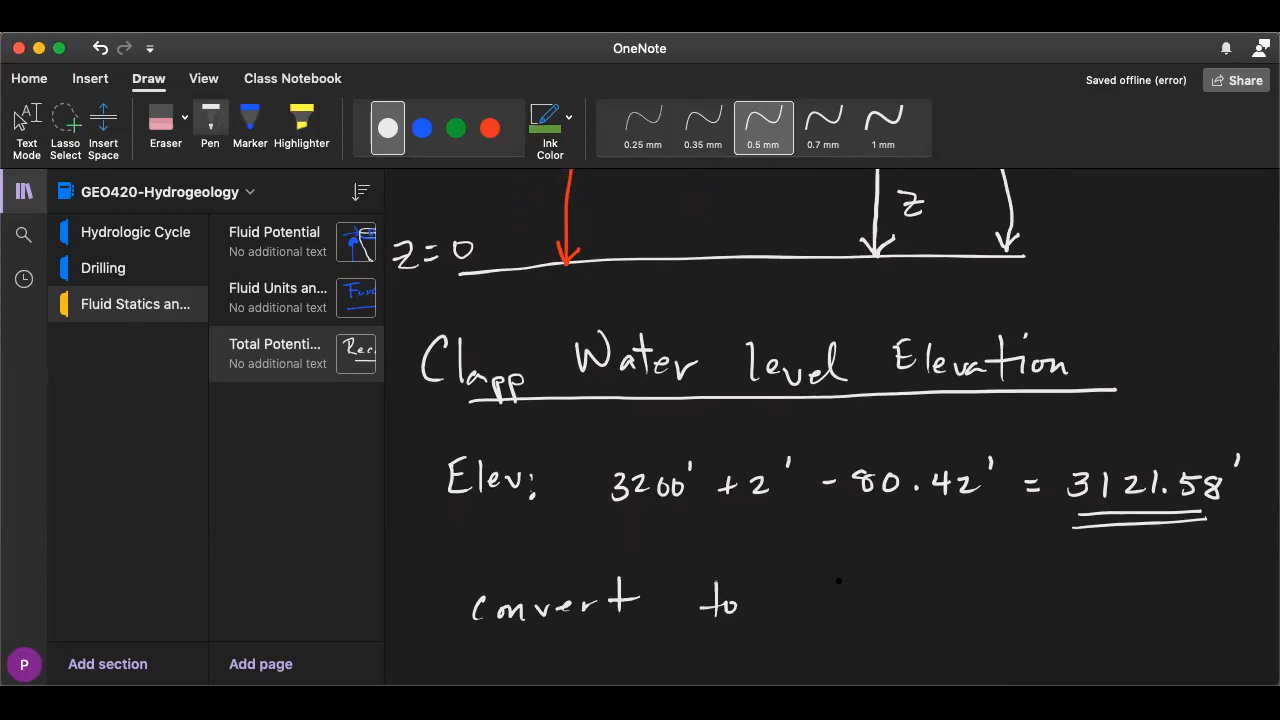 OneNote
Home Insert Draw View Class Notebook
Saved offline (error) Share
Text Mode
Lasso Select
Insert Space
Eraser
Pen
Marker
Highlighter
Ink Color
0.25 mm
0.35 mm
0.5 mm
0.7 mm
1 mm
GEO420-Hydrogeology
Hydrologic Cycle
Drilling
Fluid Statics an...
Fluid Potential
No additional text
Fluid Units an...
No additional text
Total Potenti...
No additional text
Rec.
P
Add section
Add page
z
z = 0
Clapp Water level Elevation
Elev: 3200' + 2' - 80.42' = 3121.58'
convert to